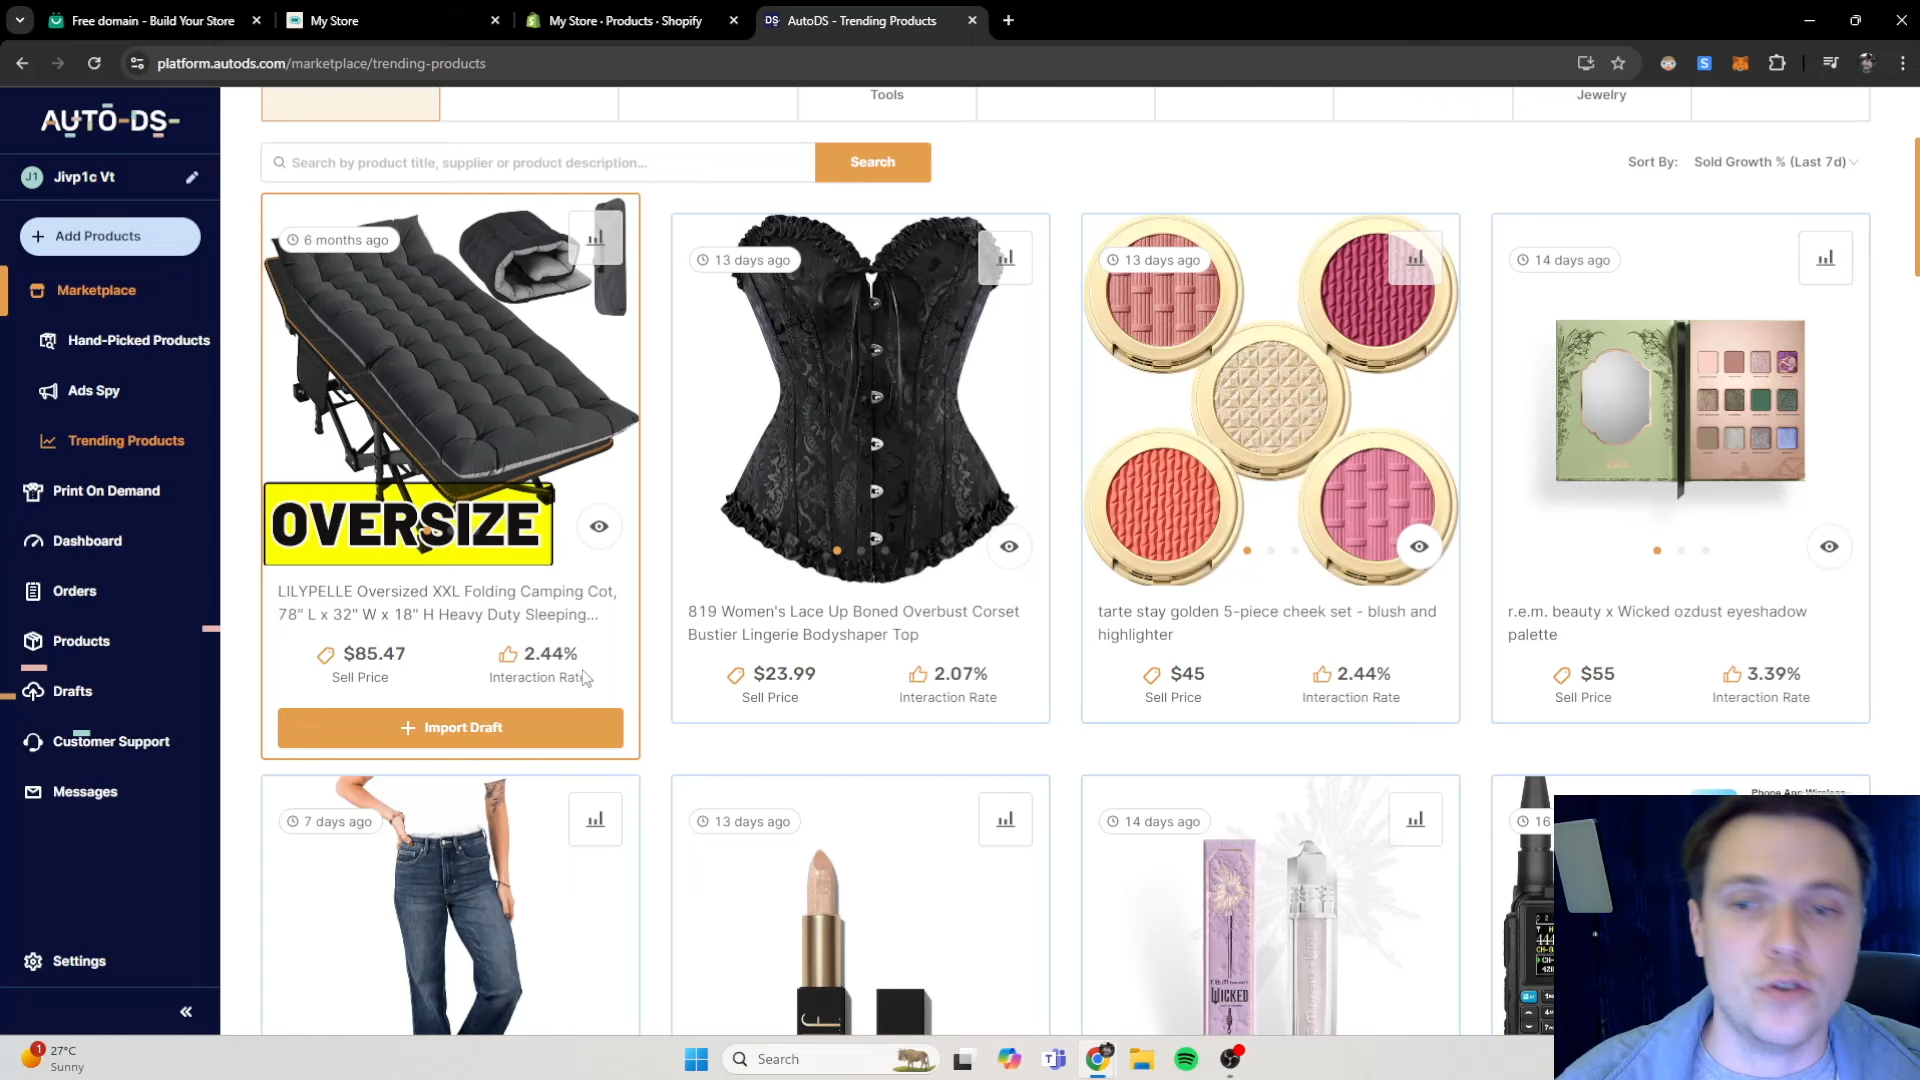 Free domain - Build Your Store
My Store
My Store · Products · Shopify
AutoDS - Trending Products
platform.autods.com/marketplace/trending-products
AUTO-DS
J1 Jivp1c Vt
+ Add Products
Marketplace
Hand-Picked Products
Ads Spy
Trending Products
Print On Demand
Dashboard
Orders
Products
Drafts
Customer Support
Messages
Settings
Tools
Jewelry
Search by product title, supplier or product description...
Search
Sort By: Sold Growth % (Last 7d)
6 months ago
OVERSIZE
LILYPELLE Oversized XXL Folding Camping Cot,
78" L x 32" W x 18" H Heavy Duty Sleeping...
$85.47
Sell Price
2.44%
Interaction Rate
+ Import Draft
13 days ago
819 Women's Lace Up Boned Overbust Corset
Bustier Lingerie Bodyshaper Top
$23.99
Sell Price
2.07%
Interaction Rate
13 days ago
tarte stay golden 5-piece cheek set - blush and
highlighter
$45
Sell Price
2.44%
Interaction Rate
14 days ago
r.e.m. beauty x Wicked ozdust eyeshadow
palette
$55
Sell Price
3.39%
Interaction Rate
7 days ago
13 days ago
14 days ago
WICKED
16
Phone App Wireless
1
27°C
Sunny
Search